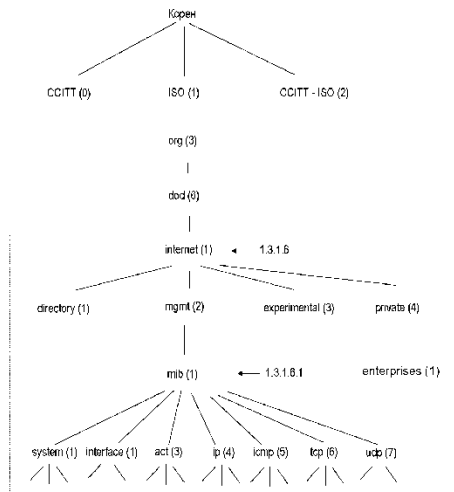 Корен
CCITT (0) ISO (1) CCITT - ISO (2)
org (3)
dod (6)
internet (1) 1.3.1.6
directory (1) mgmt (2) experimental (3) private (4)
mib (1) 1.3.1.6.1 enterprises (1)
system (1) interface (1) act (3) ip (4) icmp (5) tcp (6) udp (7)